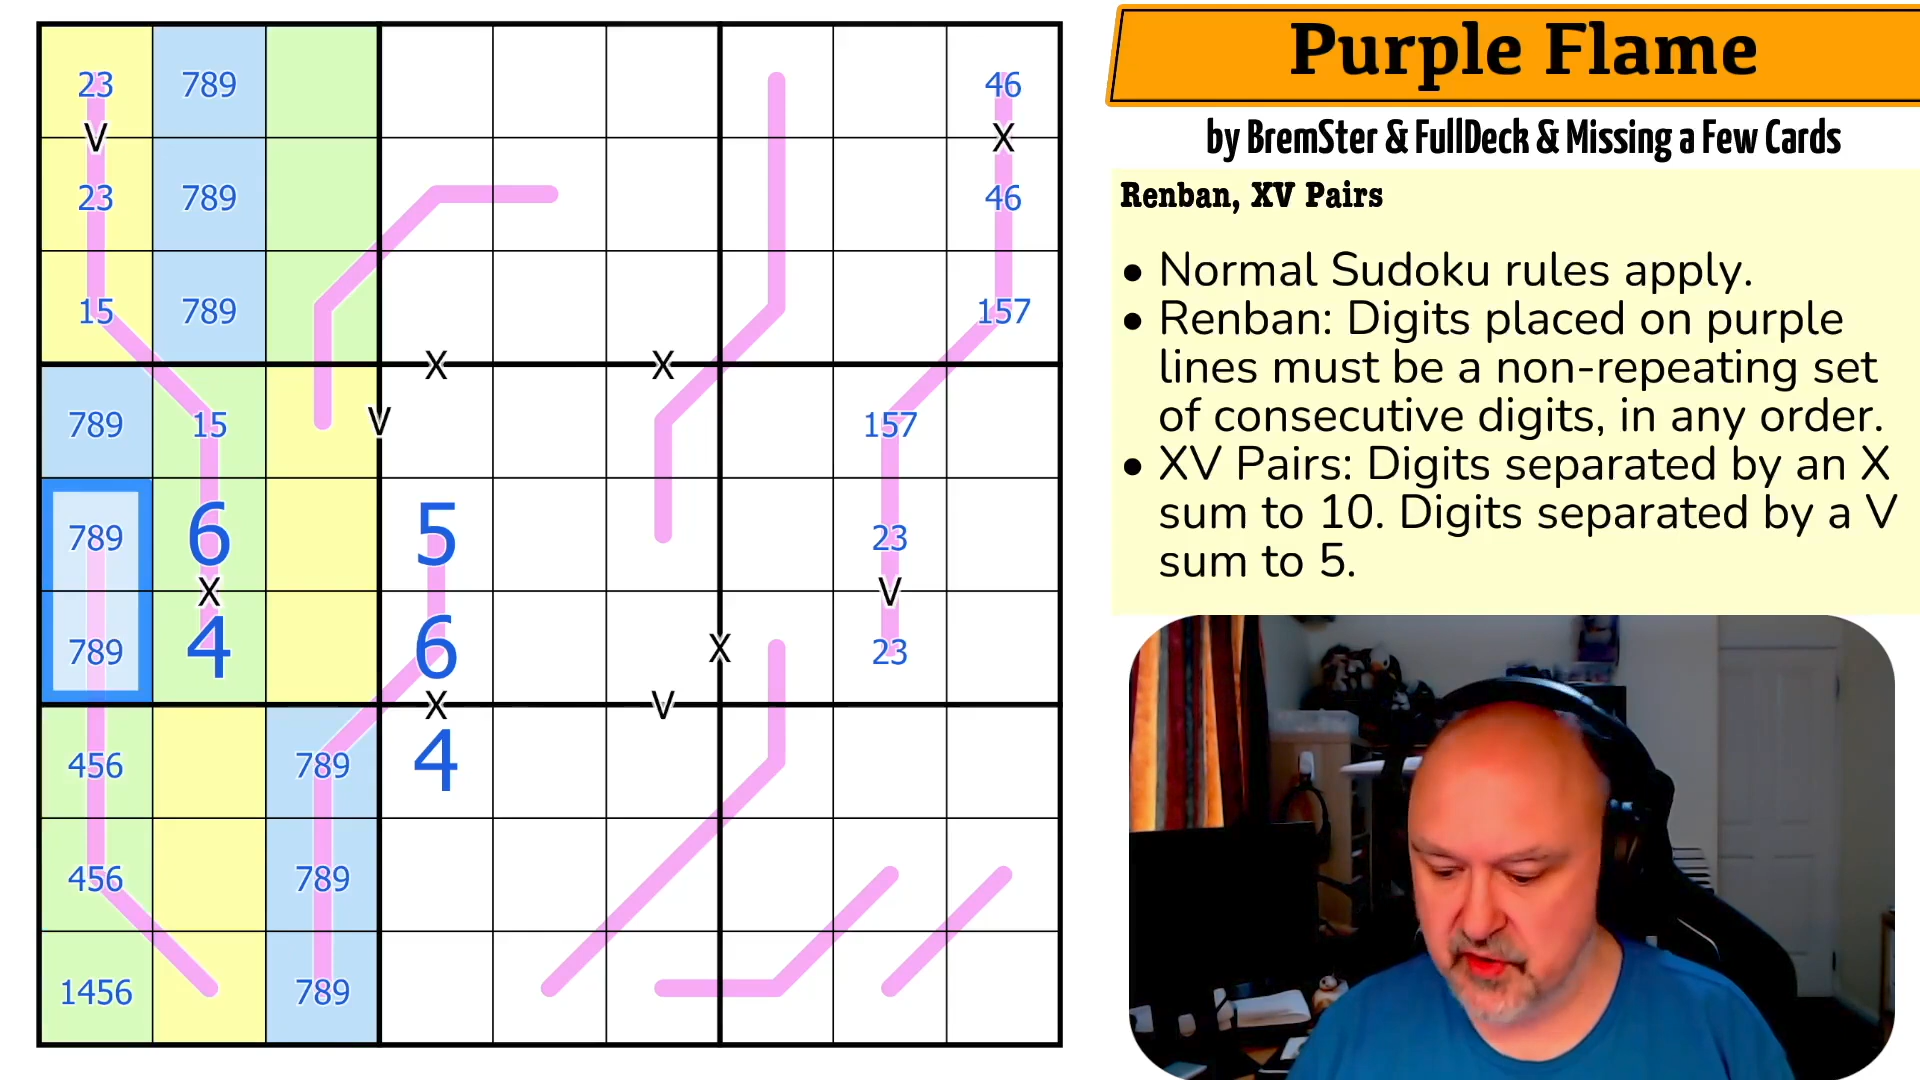 Purple Flame
by BremSter & FullDeck & Missing a Few Cards
Renban, XV Pairs
• Normal Sudoku rules apply.
• Renban: Digits placed on purple
lines must be a non-repeating set
of consecutive digits, in any order.
• XV Pairs: Digits separated by an X
sum to 10. Digits separated by a V
sum to 5.
23 789 46
V X
23 789 46
15 789 157
X X
789 15 V 157
789 6 5 23
X V
789 4 6 X 23
X V
456 789 4
456 789
1456 789